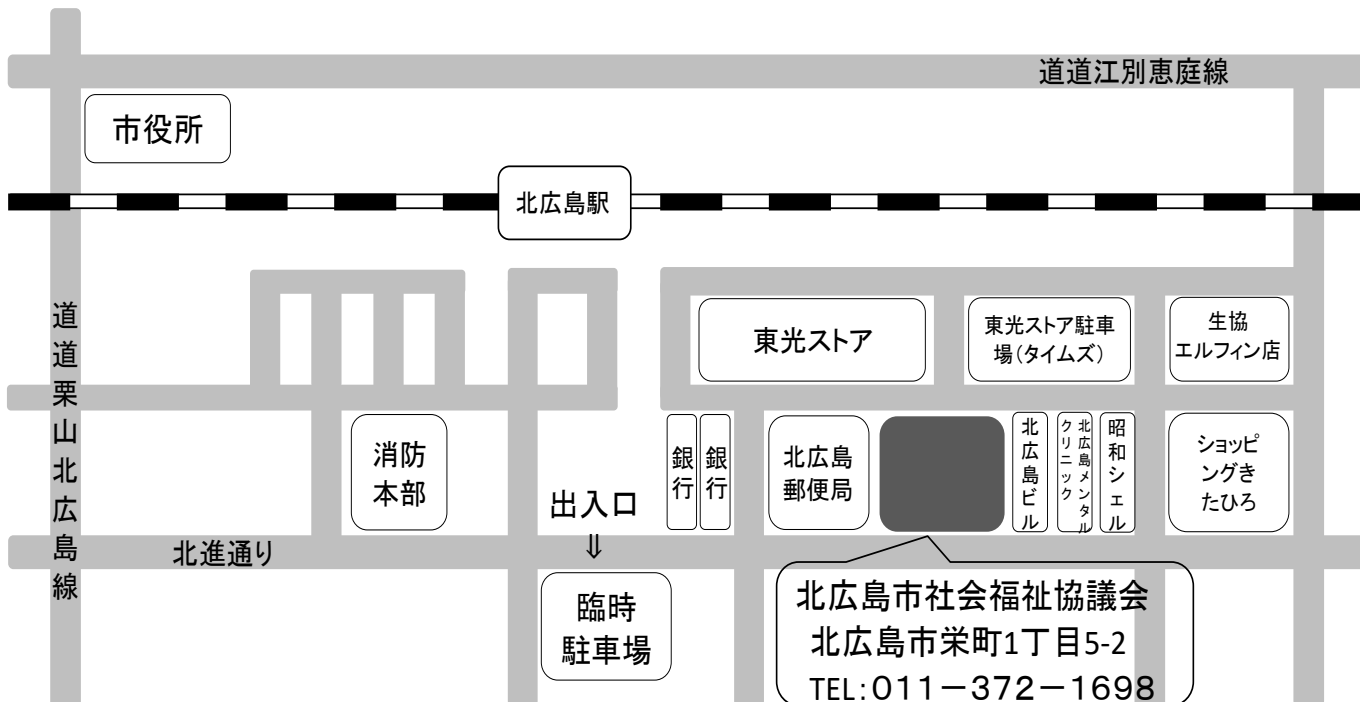 道道江別恵庭線
市役所
北広島駅
道道栗山北広島線
東光ストア
東光ストア駐車
場(タイムズ)
生協
エルフィン店
消防
本部
銀行
銀行
北広島
郵便局
北広島ビル
北広島メンタル
クリニック
昭和シェル
ショッピ
ングき
たひろ
出入口
⇓
北進通り
臨時
駐車場
北広島市社会福祉協議会
北広島市栄町1丁目5-2
TEL:011-372-1698